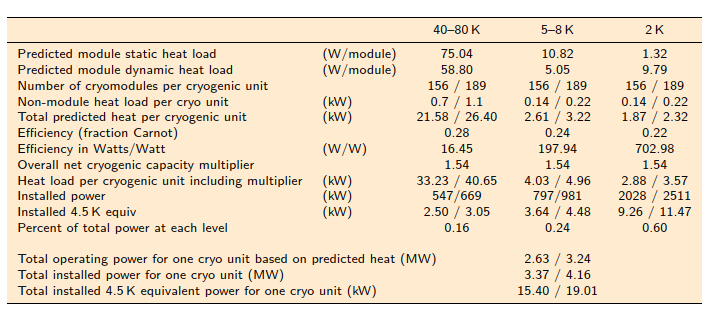 40–80 K 5–8 K 2 K
Predicted module static heat load (W/module) 75.04 10.82 1.32
Predicted module dynamic heat load (W/module) 58.80 5.05 9.79
Number of cryomodules per cryogenic unit 156 / 189 156 / 189 156 / 189
Non-module heat load per cryo unit (kW) 0.7 / 1.1 0.14 / 0.22 0.14 / 0.22
Total predicted heat per cryogenic unit (kW) 21.58 / 26.40 2.61 / 3.22 1.87 / 2.32
Efficiency (fraction Carnot) 0.28 0.24 0.22
Efficiency in Watts/Watt (W/W) 16.45 197.94 702.98
Overall net cryogenic capacity multiplier 1.54 1.54 1.54
Heat load per cryogenic unit including multiplier (kW) 33.23 / 40.65 4.03 / 4.96 2.88 / 3.57
Installed power (kW) 547/669 797/981 2028 / 2511
Installed 4.5 K equiv (kW) 2.50 / 3.05 3.64 / 4.48 9.26 / 11.47
Percent of total power at each level 0.16 0.24 0.60
Total operating power for one cryo unit based on predicted heat (MW) 2.63 / 3.24
Total installed power for one cryo unit (MW) 3.37 / 4.16
Total installed 4.5 K equivalent power for one cryo unit (kW) 15.40 / 19.01